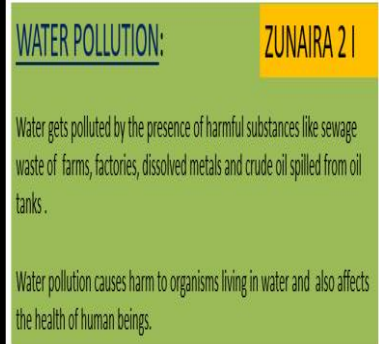 WATER POLLUTION:
ZUNAIRA 2 I
Water gets polluted by the presence of harmful substances like sewage
waste of farms, factories, dissolved metals and crude oil spilled from oil
tanks .
Water pollution causes harm to organisms living in water and also affects
the health of human beings.